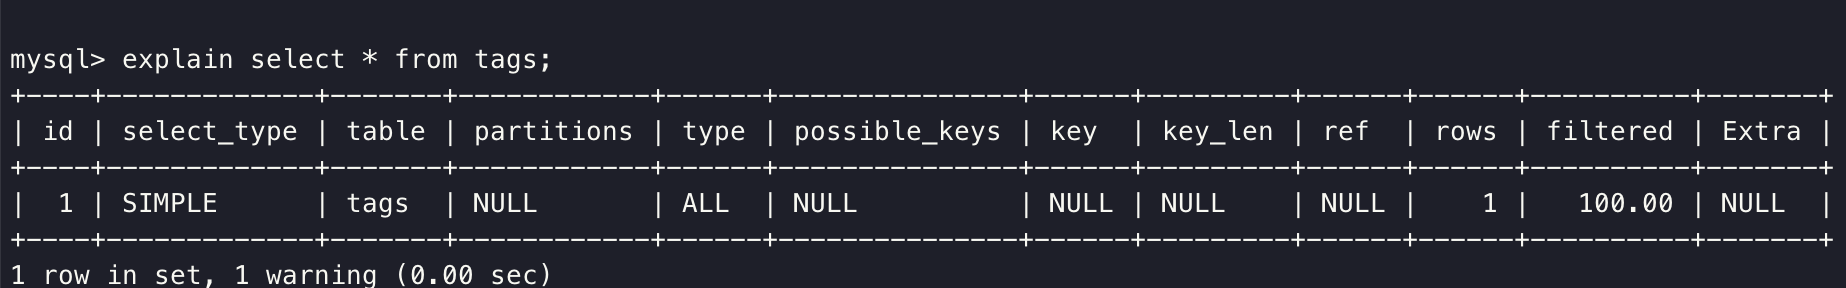 mysql> explain select * from tags;
+----+-------------+-------+------------+------+---------------+------+---------+------+------+----------+-------+
| id | select_type | table | partitions | type | possible_keys | key  | key_len | ref  | rows | filtered | Extra |
+----+-------------+-------+------------+------+---------------+------+---------+------+------+----------+-------+
|  1 | SIMPLE      | tags  | NULL       | ALL  | NULL          | NULL | NULL    | NULL |    1 |   100.00 | NULL  |
+----+-------------+-------+------------+------+---------------+------+---------+------+------+----------+-------+
1 row in set, 1 warning (0.00 sec)